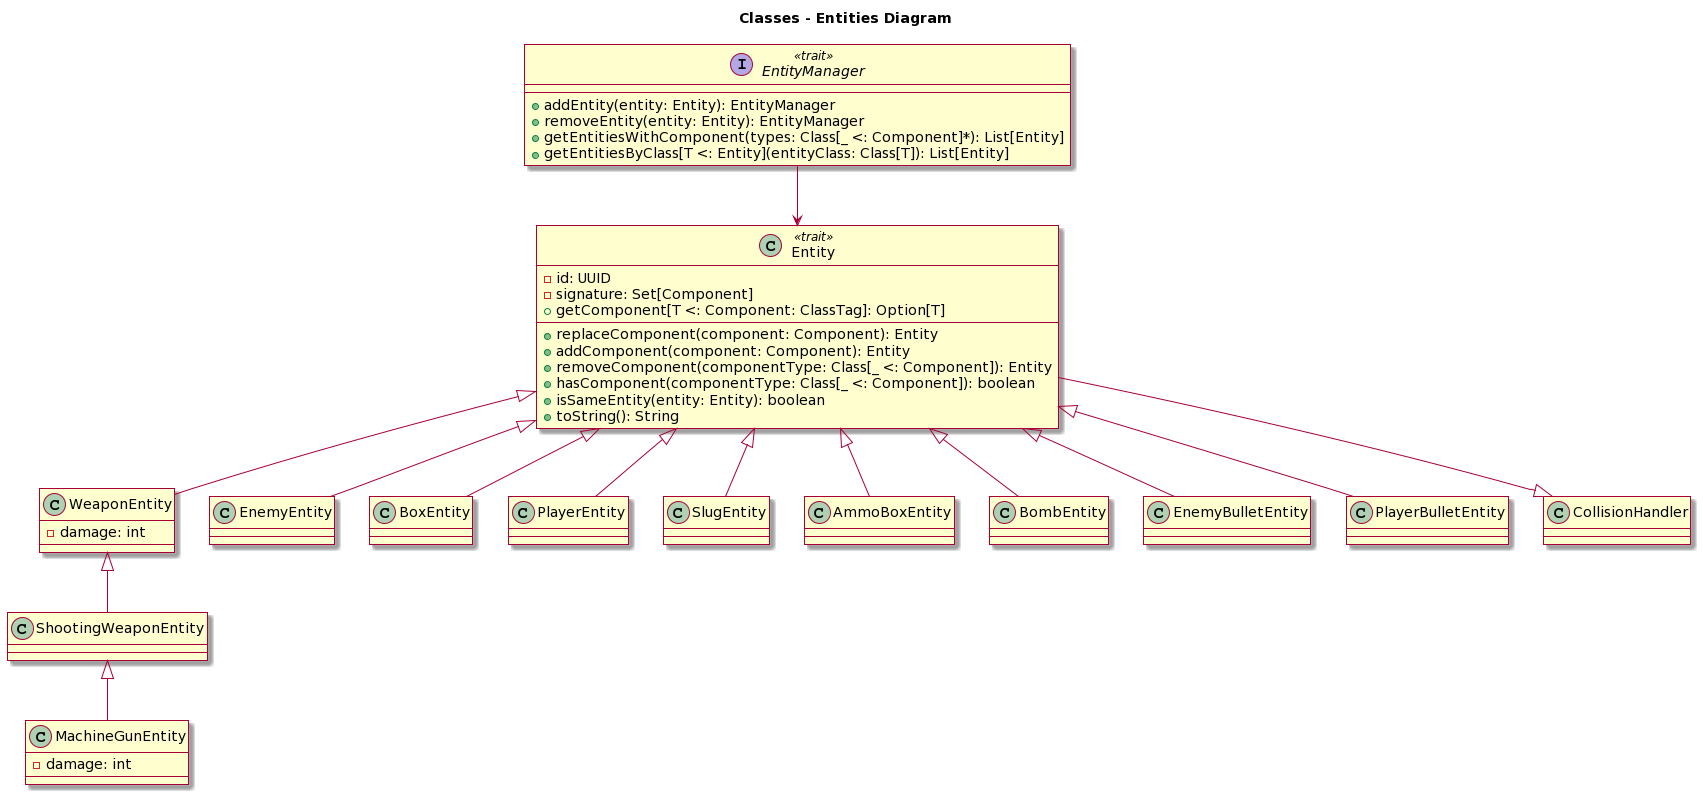 Classes - Entities Diagram
«trait»
I
EntityManager
addEntity(entity: Entity): EntityManager
removeEntity(entity: Entity): EntityManager
getEntitiesWithComponent(types: Class[_ <: Component]*): List[Entity]
getEntitiesByClass[T <: Entity](entityClass: Class[T]): List[Entity]
«trait»
C
Entity
id: UUID
signature: Set[Component]
getComponent[T <: Component: ClassTag]: Option[T]
replaceComponent(component: Component): Entity
addComponent(component: Component): Entity
removeComponent(componentType: Class[_ <: Component]): Entity
hasComponent(componentType: Class[_ <: Component]): boolean
isSameEntity(entity: Entity): boolean
toString(): String
C WeaponEntity
damage: int
C EnemyEntity
C BoxEntity
C PlayerEntity
C SlugEntity
C AmmoBoxEntity
C BombEntity
C EnemyBulletEntity
C PlayerBulletEntity
C CollisionHandler
C ShootingWeaponEntity
C MachineGunEntity
damage: int